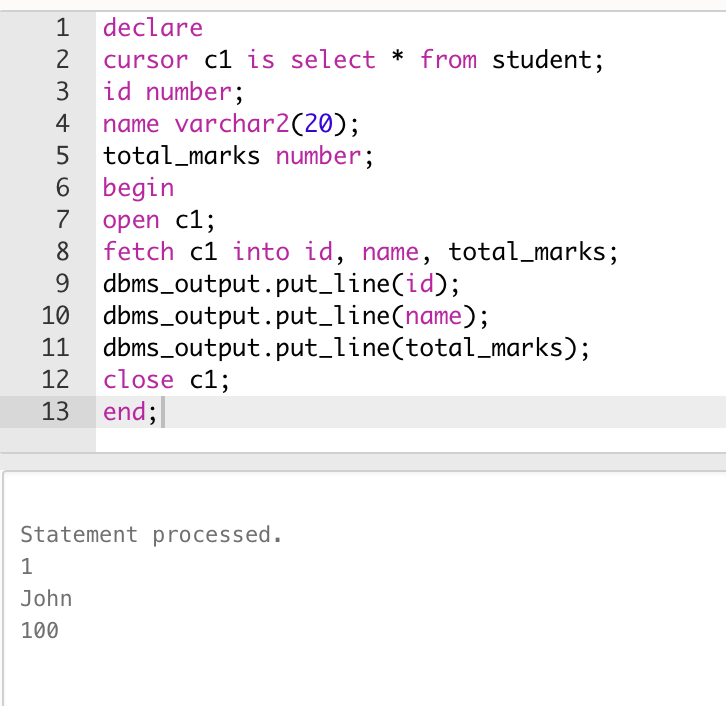 1 declare
2 cursor c1 is select * from student;
3 id number;
4 name varchar2(20);
5 total_marks number;
6 begin
7 open c1;
8 fetch c1 into id, name, total_marks;
9 dbms_output.put_line(id);
10 dbms_output.put_line(name);
11 dbms_output.put_line(total_marks);
12 close c1;
13 end;
Statement processed.
1
John
100